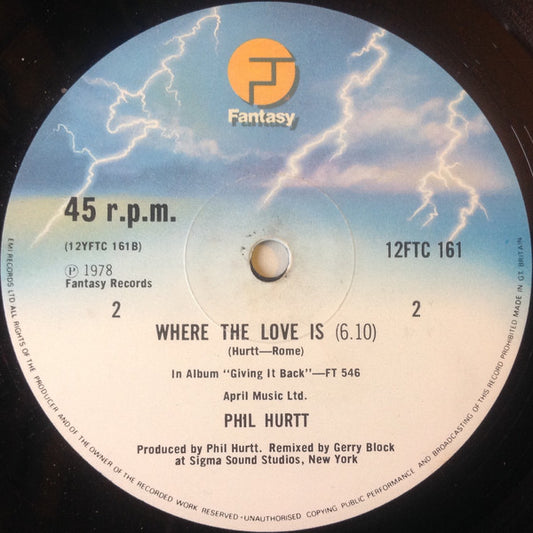 Fantasy
45 r.p.m.
(12YFTC 161B)
12FTC 161
℗ 1978
Fantasy Records
2
2
WHERE THE LOVE IS (6.10)
(Hurtt—Rome)
In Album "Giving It Back"—FT 546
April Music Ltd.
PHIL HURTT
Produced by Phil Hurtt. Remixed by Gerry Block
at Sigma Sound Studios, New York
EMI RECORDS LTD ALL RIGHTS OF THE PRODUCER AND OF THE OWNER OF THE RECORDED WORK RESERVED · UNAUTHORISED COPYING PUBLIC PERFORMANCE AND BROADCASTING OF THIS RECORD PROHIBITED MADE IN GT. BRITAIN